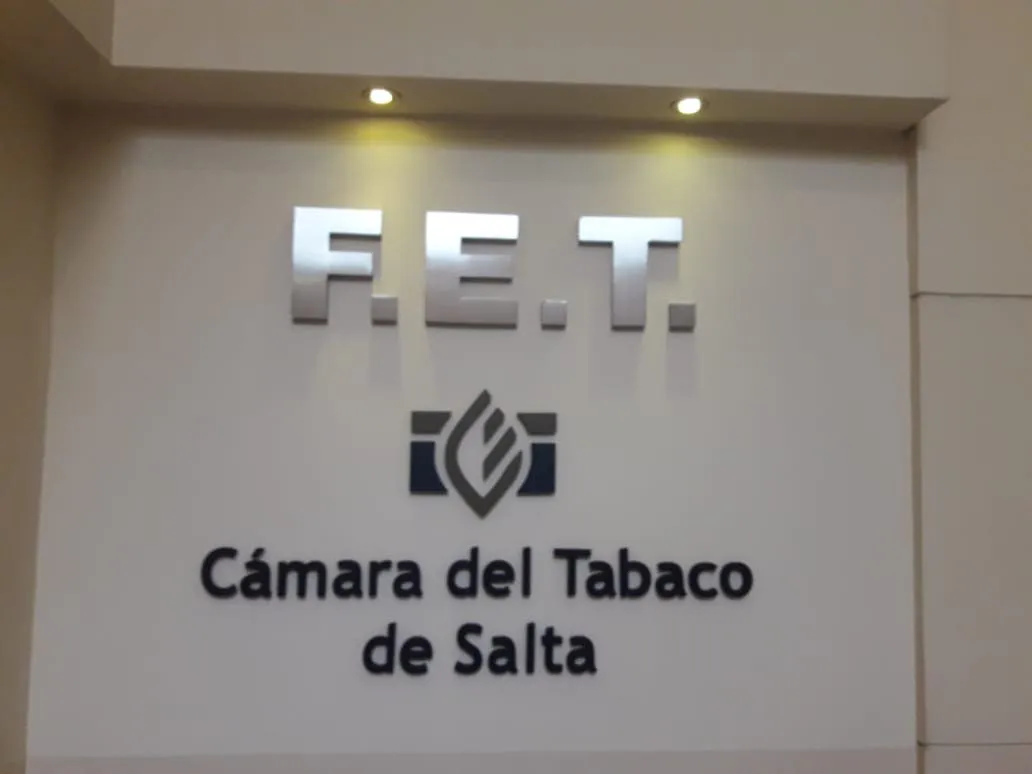 F.E.T.
Cámara del Tabaco
de Salta